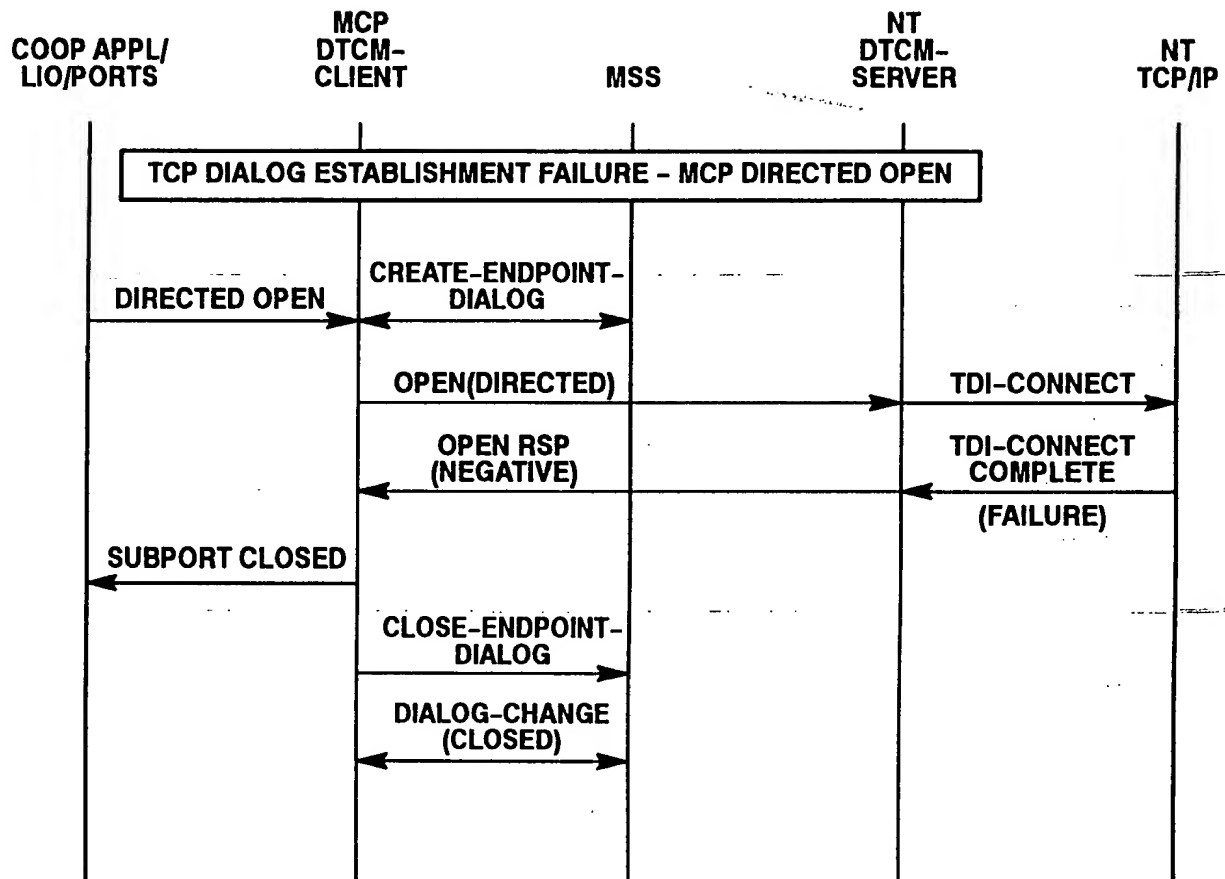 COOP APPL/
LIO/PORTS
MCP
DTCM-
CLIENT
MSS
NT
DTCM-
SERVER
NT
TCP/IP
TCP DIALOG ESTABLISHMENT FAILURE - MCP DIRECTED OPEN
DIRECTED OPEN
CREATE-ENDPOINT-
DIALOG
OPEN(DIRECTED)
TDI-CONNECT
OPEN RSP
(NEGATIVE)
TDI-CONNECT
COMPLETE
(FAILURE)
SUBPORT CLOSED
CLOSE-ENDPOINT-
DIALOG
DIALOG-CHANGE
(CLOSED)